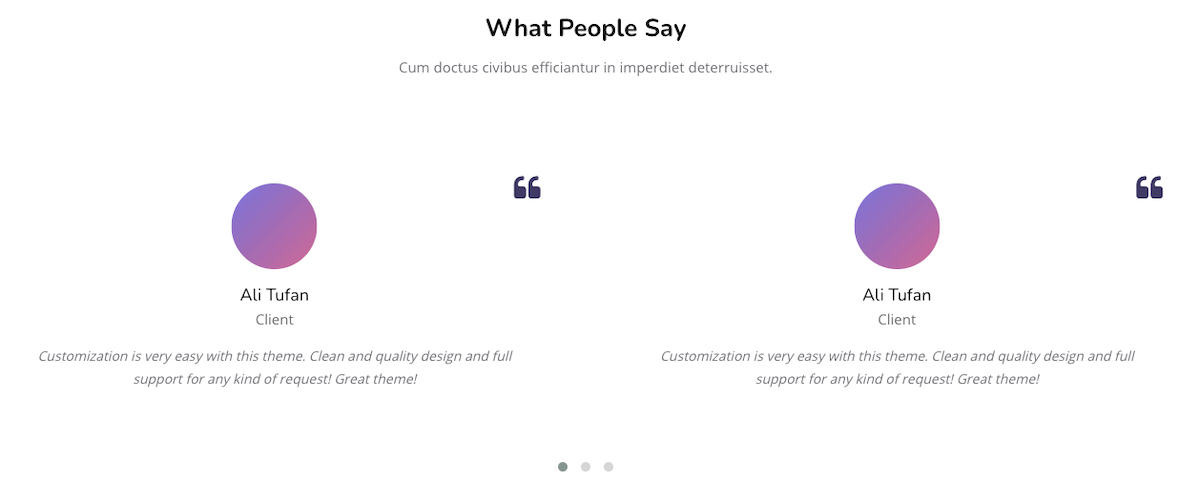 What People Say
Cum doctus civibus efficiantur in imperdiet deterruisset.
“
Ali Tufan
Client
Customization is very easy with this theme. Clean and quality design and full
support for any kind of request! Great theme!
“
Ali Tufan
Client
Customization is very easy with this theme. Clean and quality design and full
support for any kind of request! Great theme!